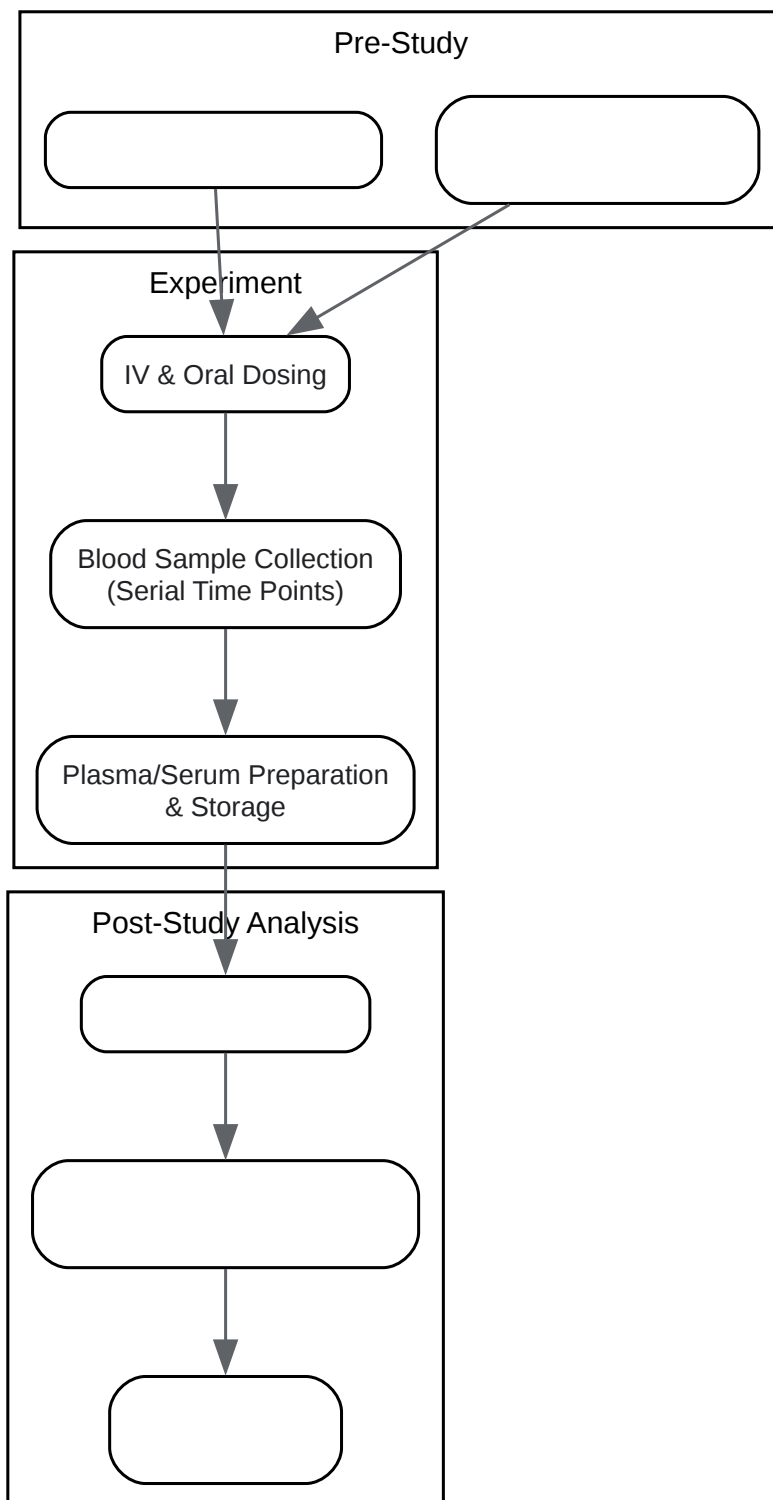 Pre-Study
Experiment
IV & Oral Dosing
Blood Sample Collection
(Serial Time Points)
Plasma/Serum Preparation
& Storage
Post-Study Analysis